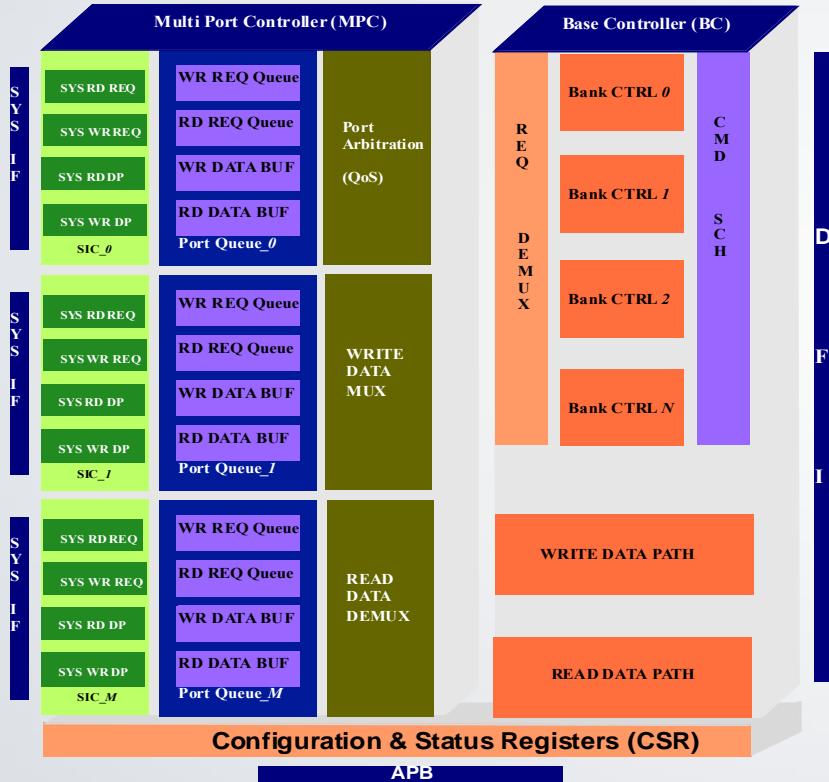 Multi Port Controller (MPC)
Base Controller (BC)
SYS IF
SYS RD REQ
SYS WR REQ
SYS RD DP
SYS WR DP
SIC_0
WR REQ Queue
RD REQ Queue
WR DATA BUF
RD DATA BUF
Port Queue_0
Port
Arbitration
(QoS)
SYS IF
SYS RD REQ
SYS WR REQ
SYS RD DP
SYS WR DP
SIC_1
WR REQ Queue
RD REQ Queue
WR DATA BUF
RD DATA BUF
Port Queue_1
WRITE
DATA
MUX
SYS IF
SYS RD REQ
SYS WR REQ
SYS RD DP
SYS WR DP
SIC_M
WR REQ Queue
RD REQ Queue
WR DATA BUF
RD DATA BUF
Port Queue_M
READ
DATA
DEMUX
REQ DEMUX
Bank CTRL 0
Bank CTRL 1
Bank CTRL 2
Bank CTRL N
CMD SCH
WRITE DATA PATH
READ DATA PATH
D F I
Configuration & Status Registers (CSR)
APB